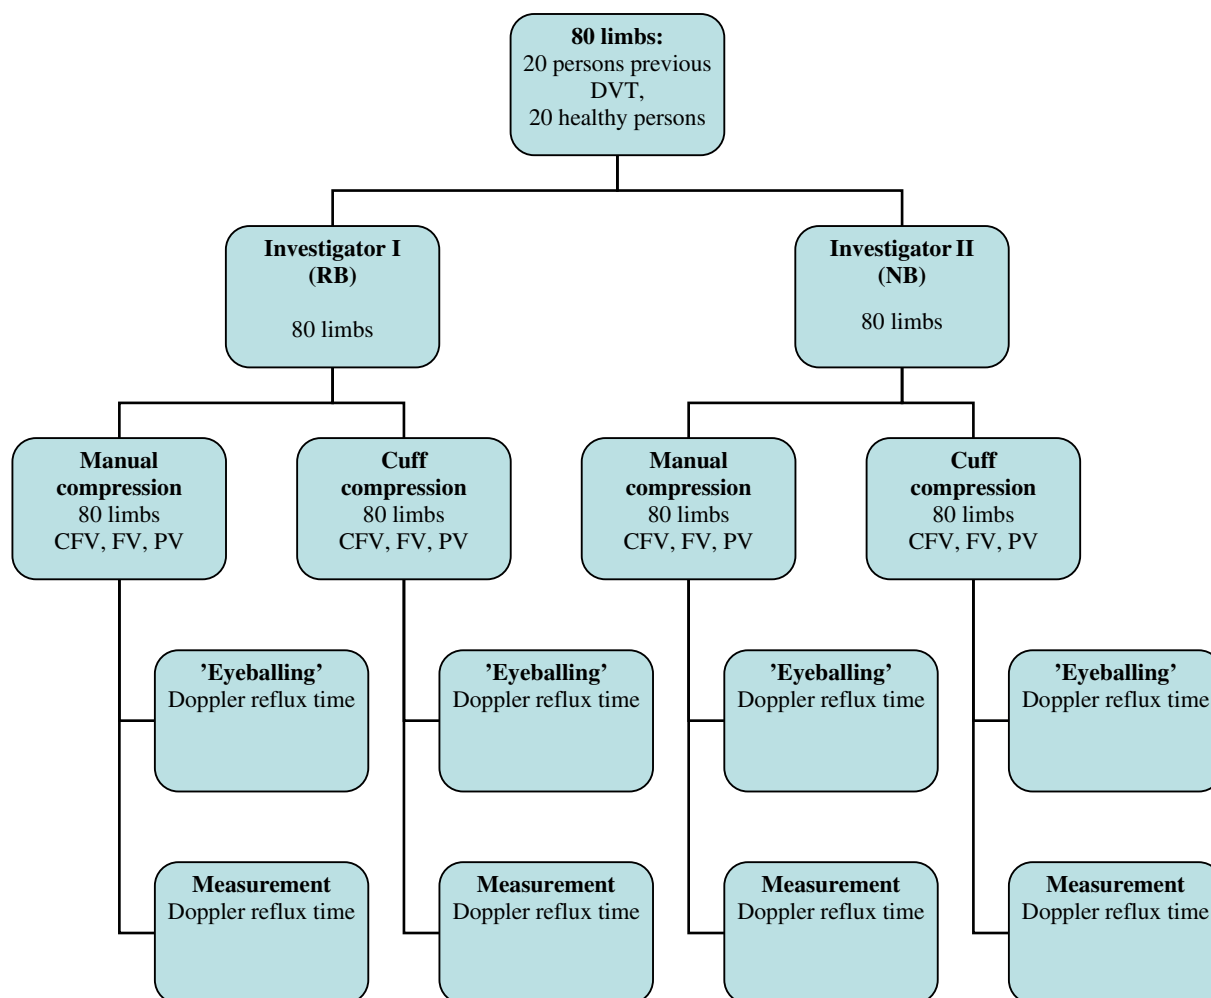 80 limbs:
20 persons previous
DVT,
20 healthy persons
Investigator I
(RB)
80 limbs
Investigator II
(NB)
80 limbs
Manual
compression
80 limbs
CFV, FV, PV
Cuff
compression
80 limbs
CFV, FV, PV
Manual
compression
80 limbs
CFV, FV, PV
Cuff
compression
80 limbs
CFV, FV, PV
’Eyeballing’
Doppler reflux time
’Eyeballing’
Doppler reflux time
’Eyeballing’
Doppler reflux time
’Eyeballing’
Doppler reflux time
Measurement
Doppler reflux time
Measurement
Doppler reflux time
Measurement
Doppler reflux time
Measurement
Doppler reflux time